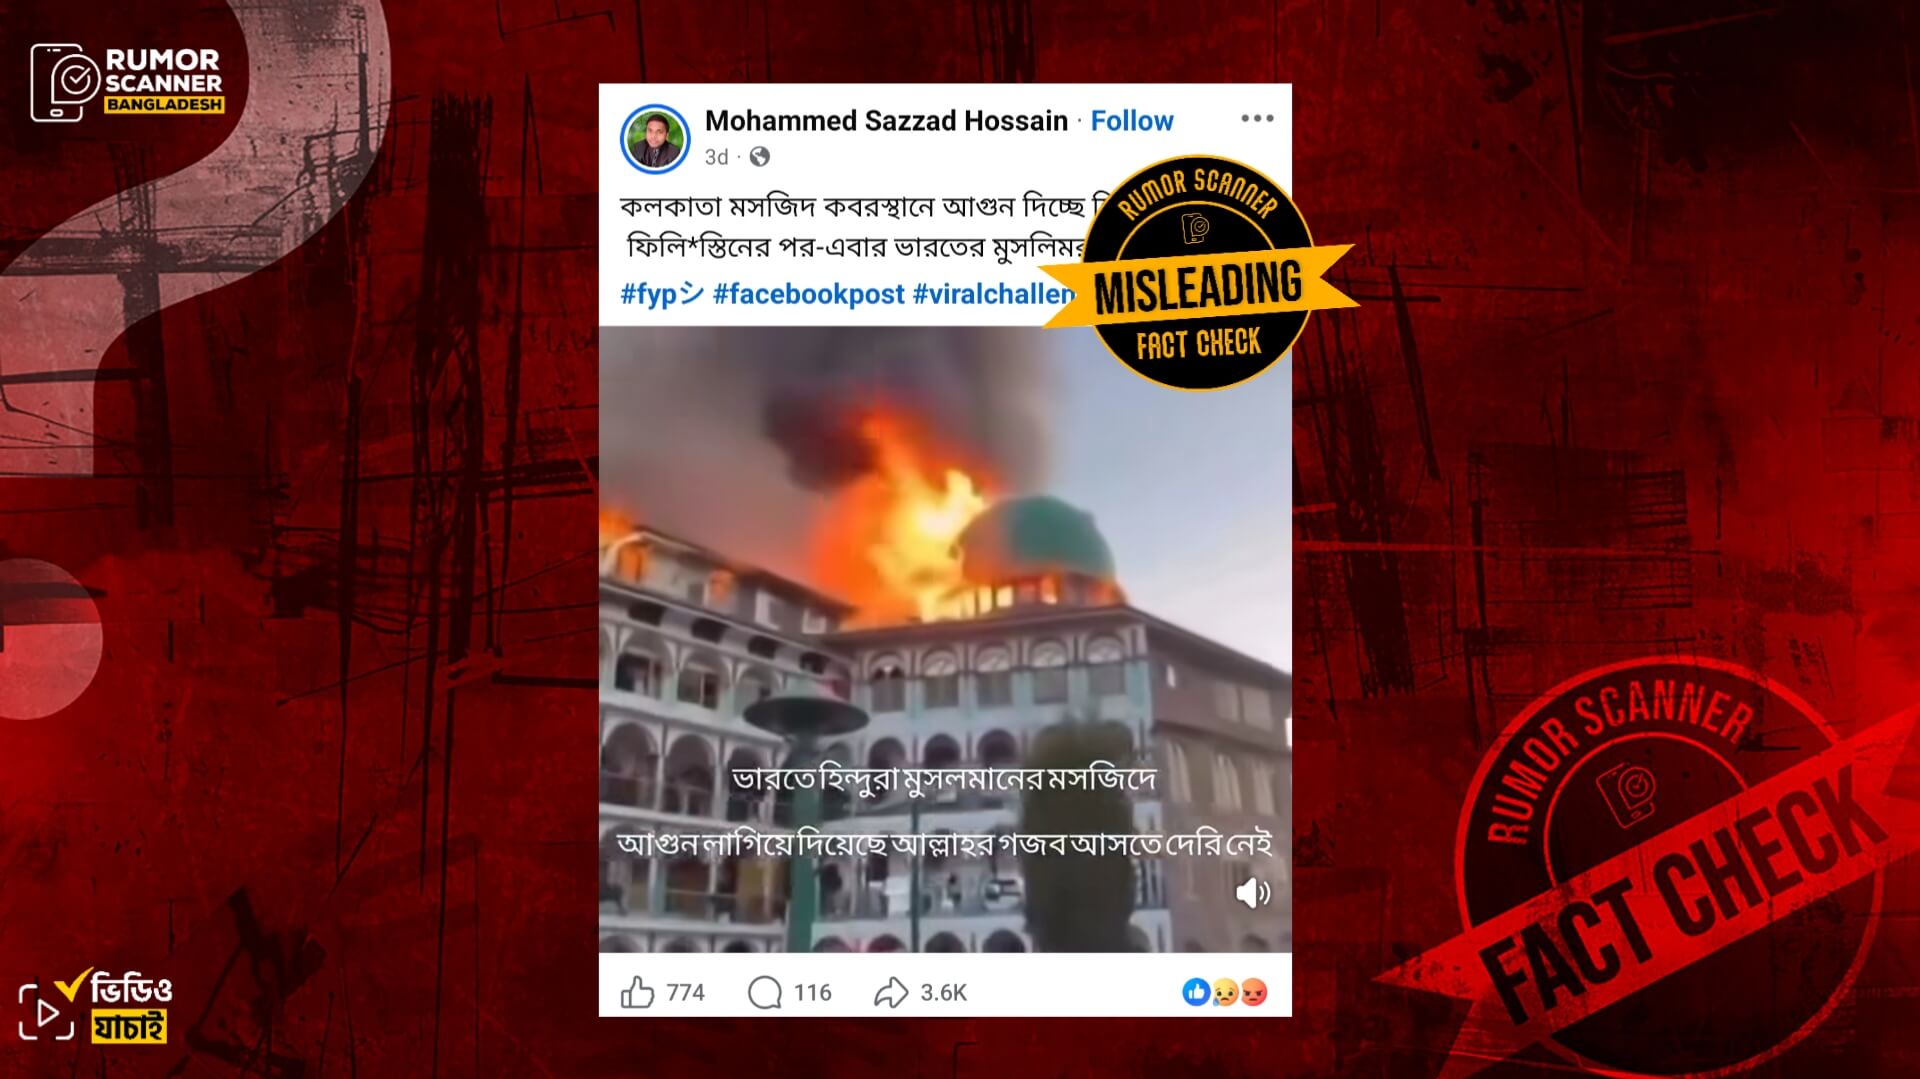 RUMOR
SCANNER
BANGLADESH
Mohammed Sazzad Hossain · Follow
3d ·
কলকাতা মসজিদ কবরস্থানে আগুন দিচ্ছে
ফিলি*স্তিনের পর-এবার ভারতের
#fypシ #facebookpost #viralchallen
RUMOR SCANNER
MISLEADING
FACT CHECK
ভারতে হিন্দুরা মুসলমানের মসজিদে
আগুন লাগিয়ে দিয়েছে আল্লাহর গজব আসতে দেরি নেই
774 116 3.6K
RUMOR SCANNER
FACT CHECK
ভিডিও
যাচাই